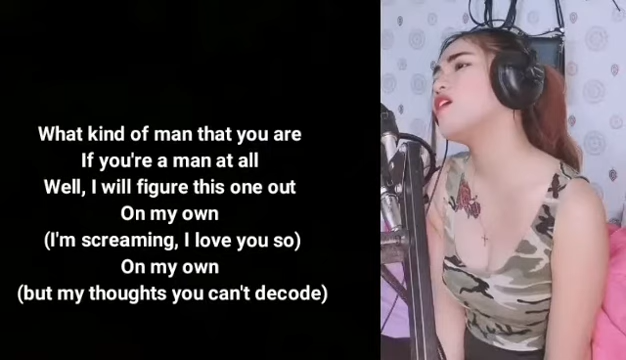 What kind of man that you are
If you're a man at all
Well, I will figure this one out
On my own
(I'm screaming, I love you so)
On my own
(but my thoughts you can't decode)